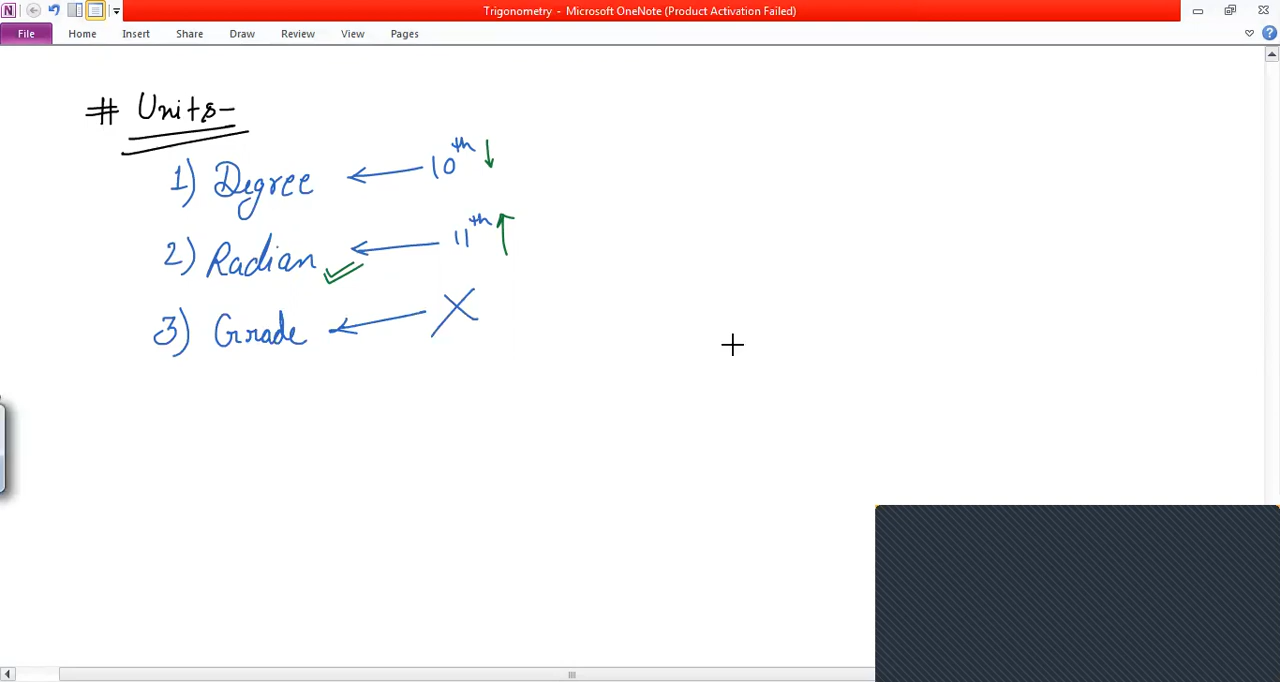 Trigonometry - Microsoft OneNote (Product Activation Failed)
File Home Insert Share Draw Review View Pages
# Units-
1) Degree ← 10th ↓
2) Radian ← 11th ↑
3) Grade ← X